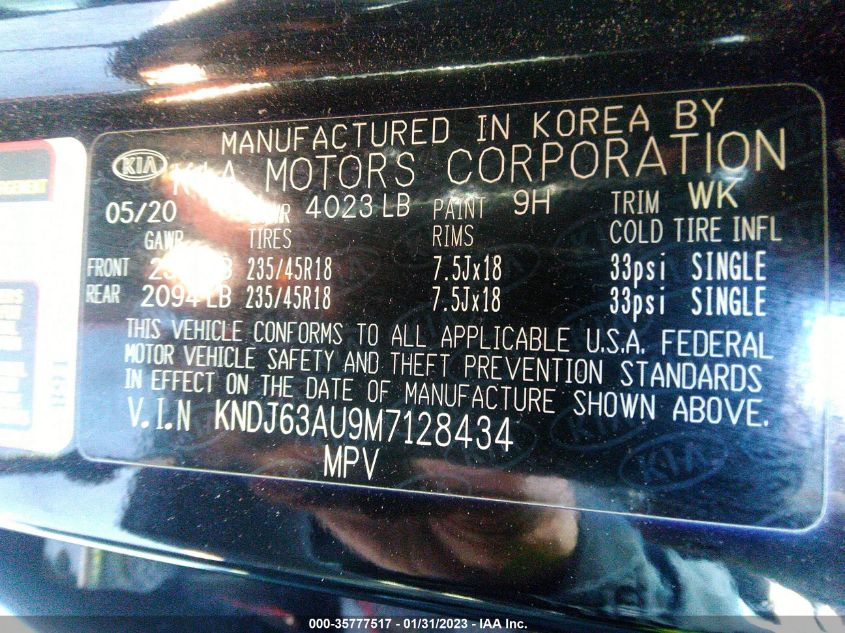 MANUFACTURED IN KOREA BY
KIA KIA MOTORS CORPORATION
05/20 4023 LB PAINT 9H TRIM WK
GAWR TIRES RIMS COLD TIRE INFL
FRONT 235/45R18 7.5Jx18 33psi SINGLE
REAR 2094 LB 235/45R18 7.5Jx18 33psi SINGLE
THIS VEHICLE CONFORMS TO ALL APPLICABLE U.S.A. FEDERAL
MOTOR VEHICLE SAFETY AND THEFT PREVENTION STANDARDS
IN EFFECT ON THE DATE OF MANUFACTURE SHOWN ABOVE.
V.I.N KNDJ63AU9M7128434
MPV
KIA
000-35777517 - 01/31/2023 - IAA Inc.